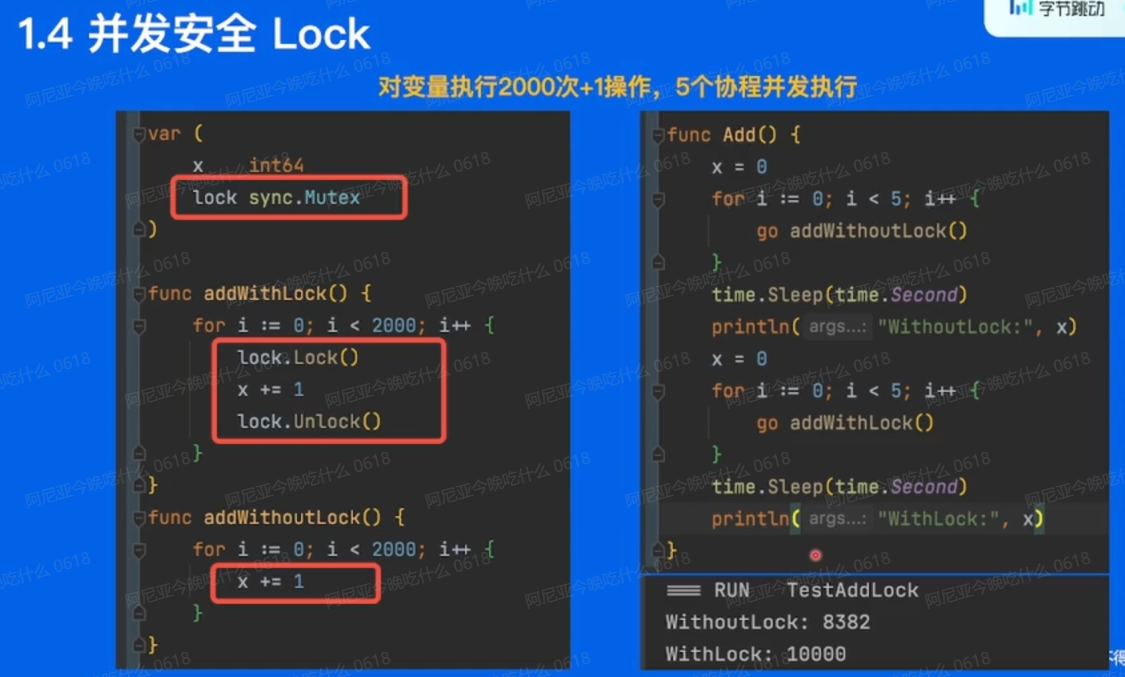 1.4 并发安全 Lock
字节跳动
对变量执行2000次+1操作，5个协程并发执行
var (
x int64
lock sync.Mutex
)
func addWithLock() {
for i := 0; i < 2000; i++ {
lock.Lock()
x += 1
lock.Unlock()
}
}
func addWithoutLock() {
for i := 0; i < 2000; i++ {
x += 1
}
}
func Add() {
x = 0
for i := 0; i < 5; i++ {
go addWithoutLock()
}
time.Sleep(time.Second)
println( args...: "WithoutLock:", x)
x = 0
for i := 0; i < 5; i++ {
go addWithLock()
}
time.Sleep(time.Second)
println( args...: "WithLock:", x)
}
=== RUN TestAddLock
WithoutLock: 8382
WithLock: 10000
阿尼亚今晚吃什么 0618